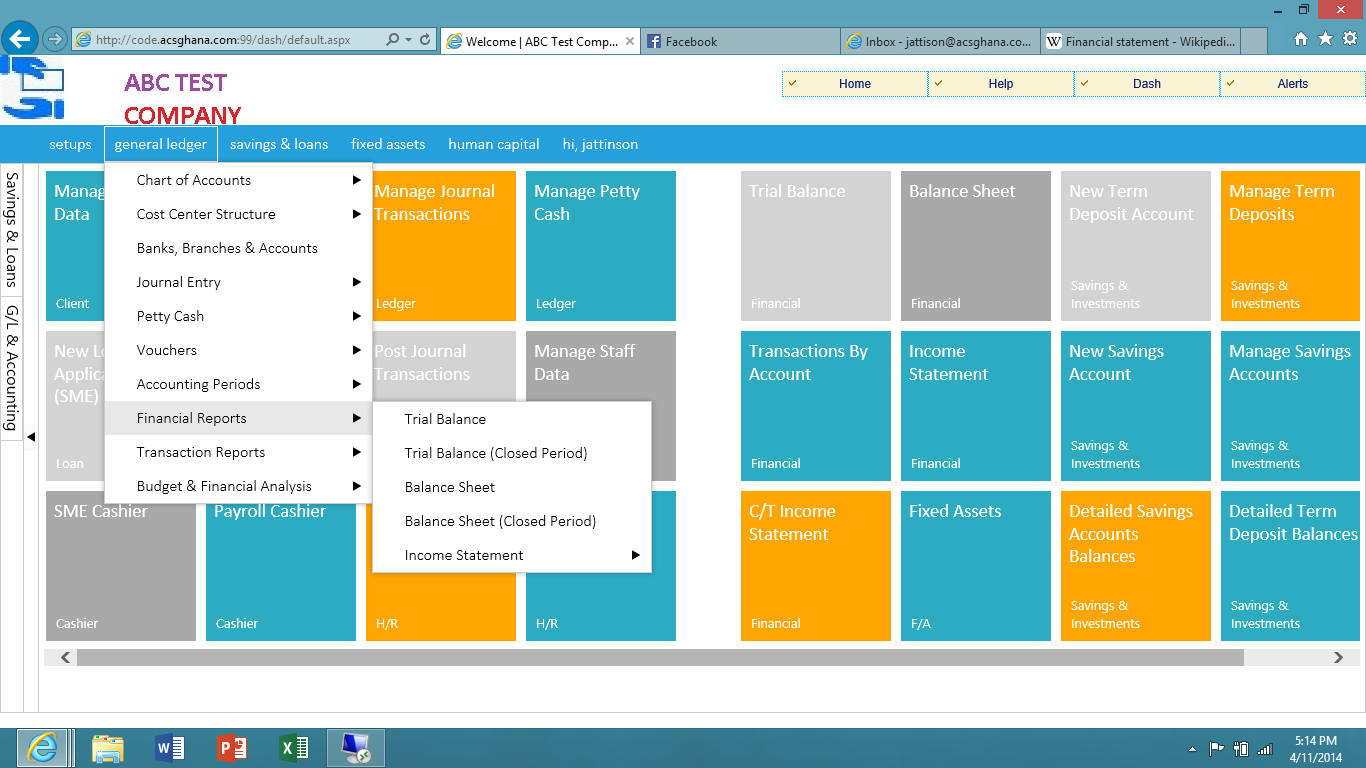 http://code.acsghana.com:99/dash/default.aspx
Welcome | ABC Test Comp...
Facebook
Inbox - jattison@acsghana.co...
W Financial statement - Wikipedi...
ABC TEST
COMPANY
Home
Help
Dash
Alerts
setups
general ledger
savings & loans
fixed assets
human capital
hi, jattinson
Savings & Loans
G/L & Accounting
Chart of Accounts
Cost Center Structure
Banks, Branches & Accounts
Journal Entry
Petty Cash
Vouchers
Accounting Periods
Financial Reports
Transaction Reports
Budget & Financial Analysis
Trial Balance
Trial Balance (Closed Period)
Balance Sheet
Balance Sheet (Closed Period)
Income Statement
Data
Client
Manage Journal
Transactions
Ledger
Manage Petty
Cash
Ledger
Trial Balance
Financial
Balance Sheet
Financial
New Term
Deposit Account
Savings &
Investments
Manage Term
Deposits
Savings &
Investments
New
(SME)
Loan
Post Journal
Transactions
Manage Staff
Data
Transactions By
Account
Financial
Income
Statement
Financial
New Savings
Account
Savings &
Investments
Manage Savings
Accounts
Savings &
Investments
SME Cashier
Cashier
Payroll Cashier
Cashier
H/R
H/R
C/T Income
Statement
Financial
Fixed Assets
F/A
Detailed Savings
Accounts
Balances
Savings &
Investments
Detailed Term
Deposit Balances
Savings &
Investments
5:14 PM
4/11/2014